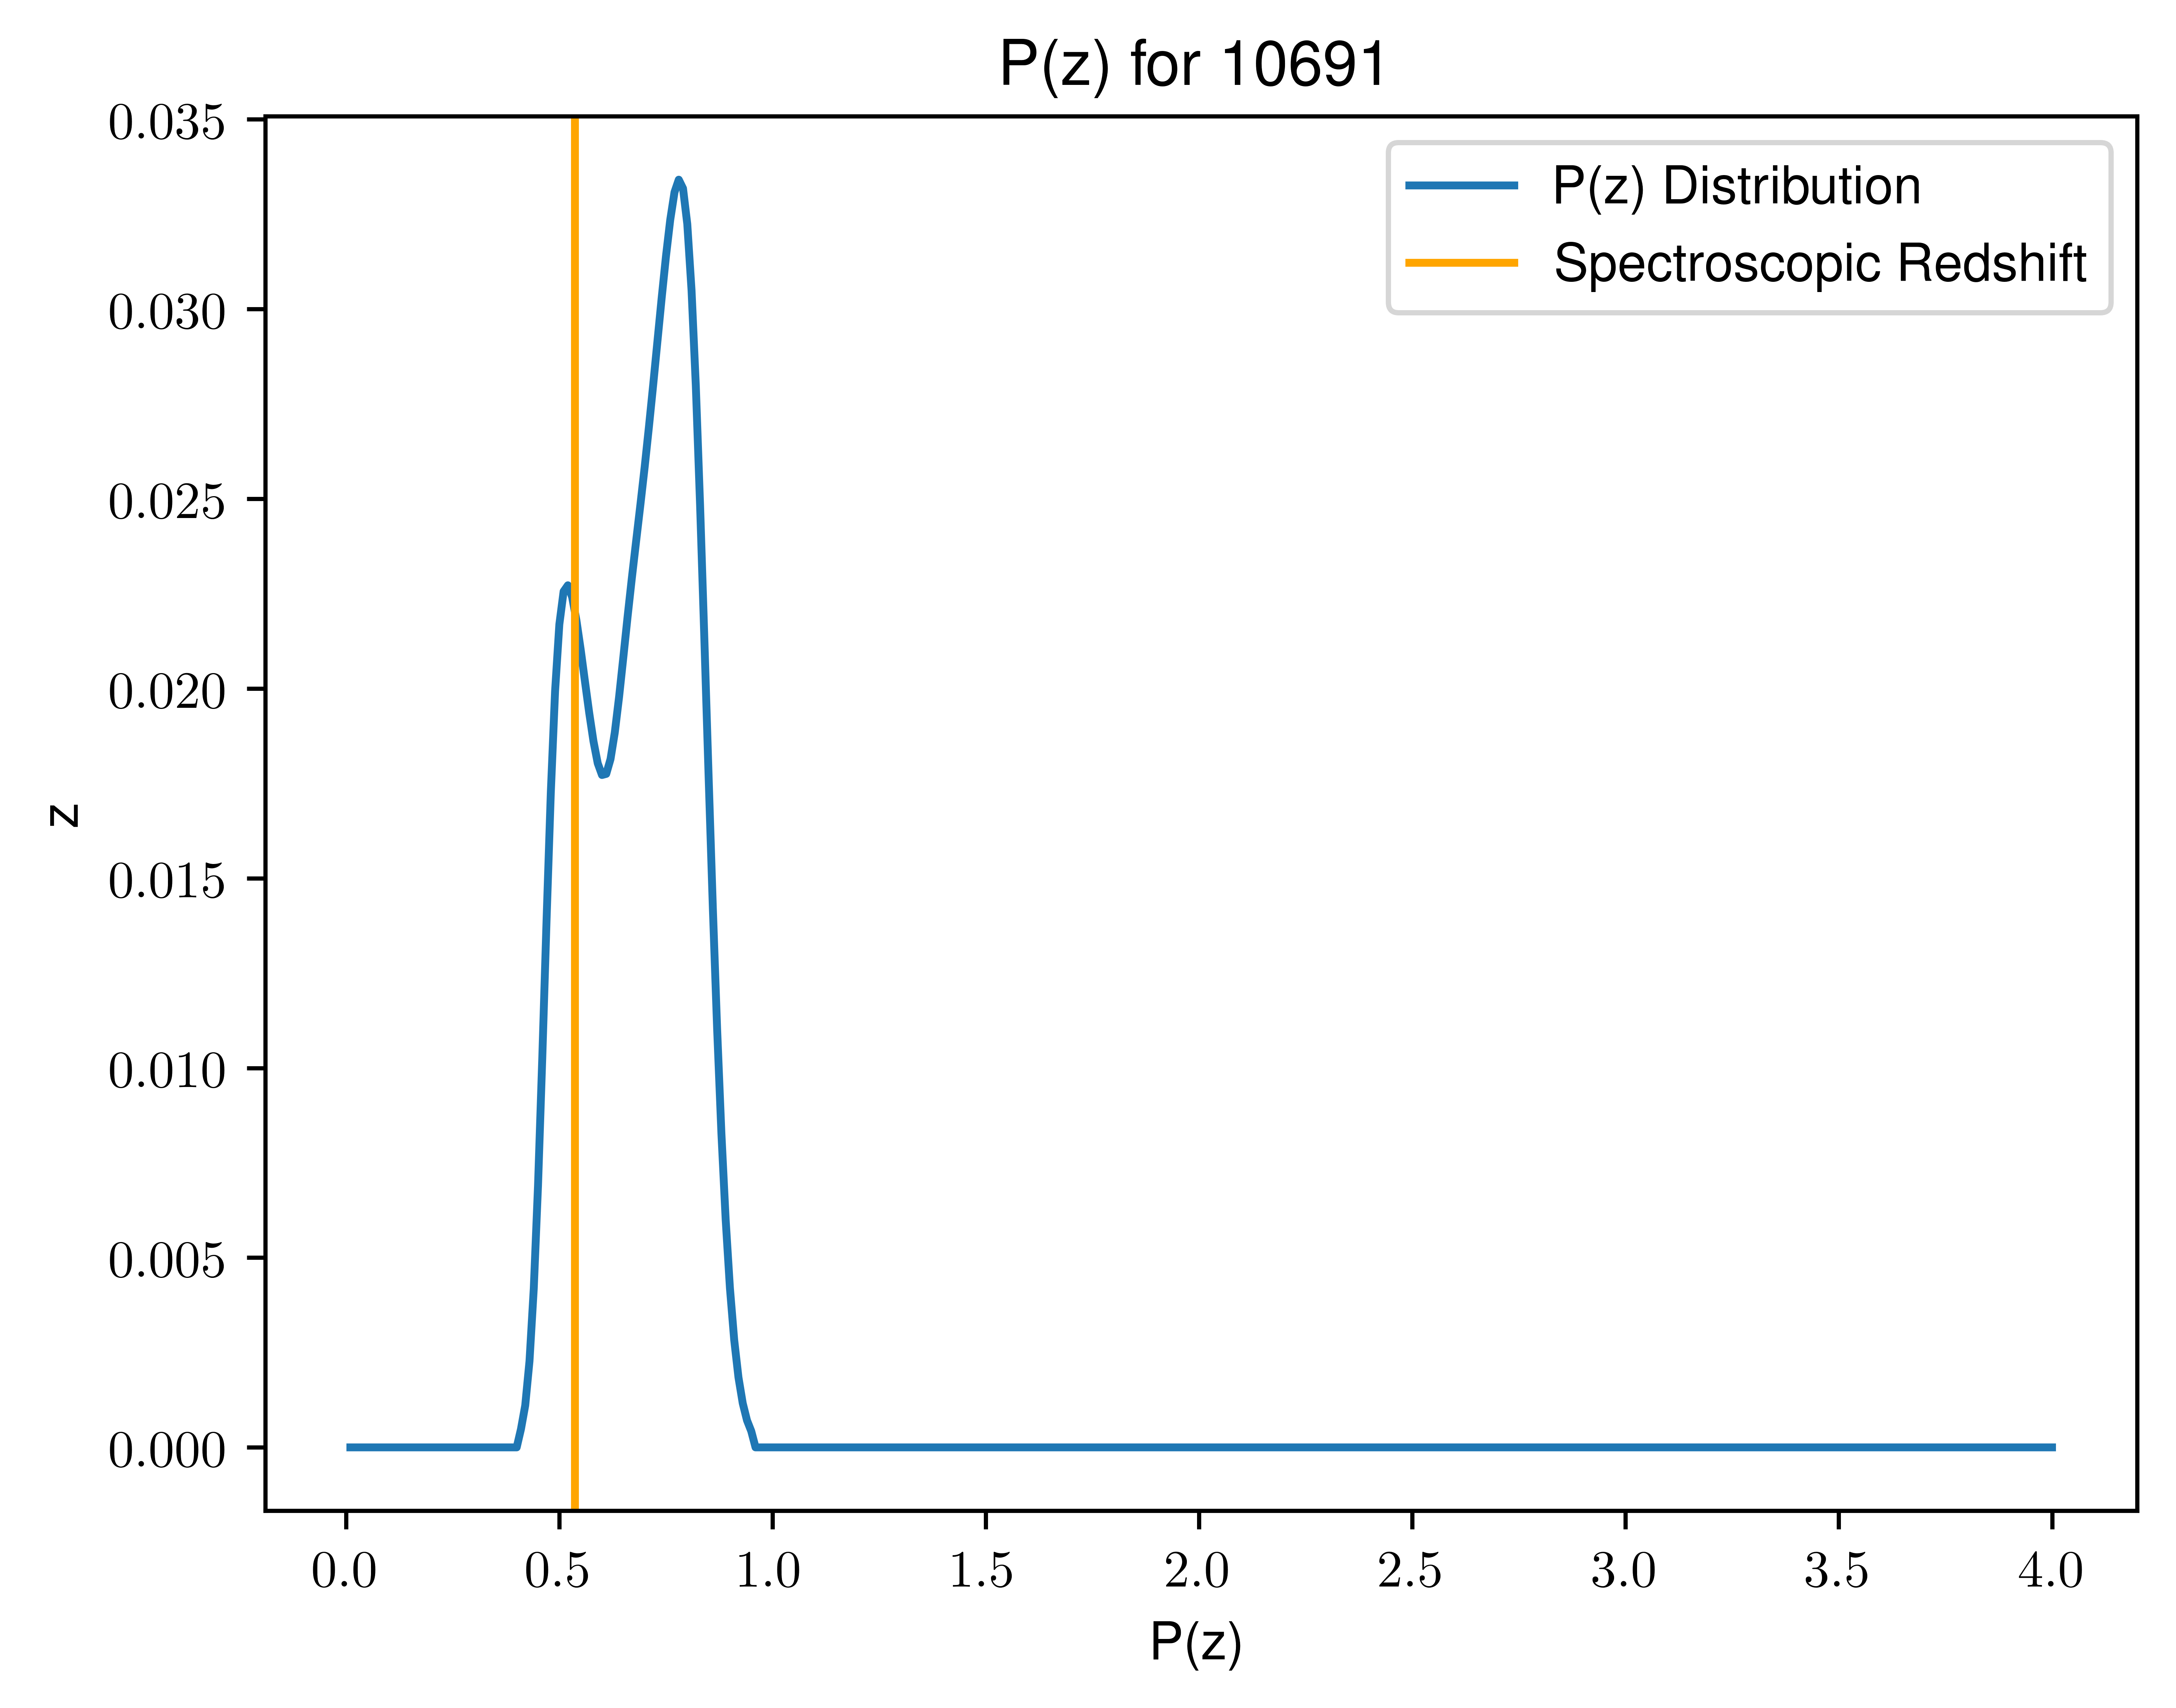 P(z) for 10691
0.035
0.030
0.025
0.020
0.015
0.010
0.005
0.000
z
P(z) Distribution
Spectroscopic Redshift
0.0 0.5 1.0 1.5 2.0 2.5 3.0 3.5 4.0
P(z)